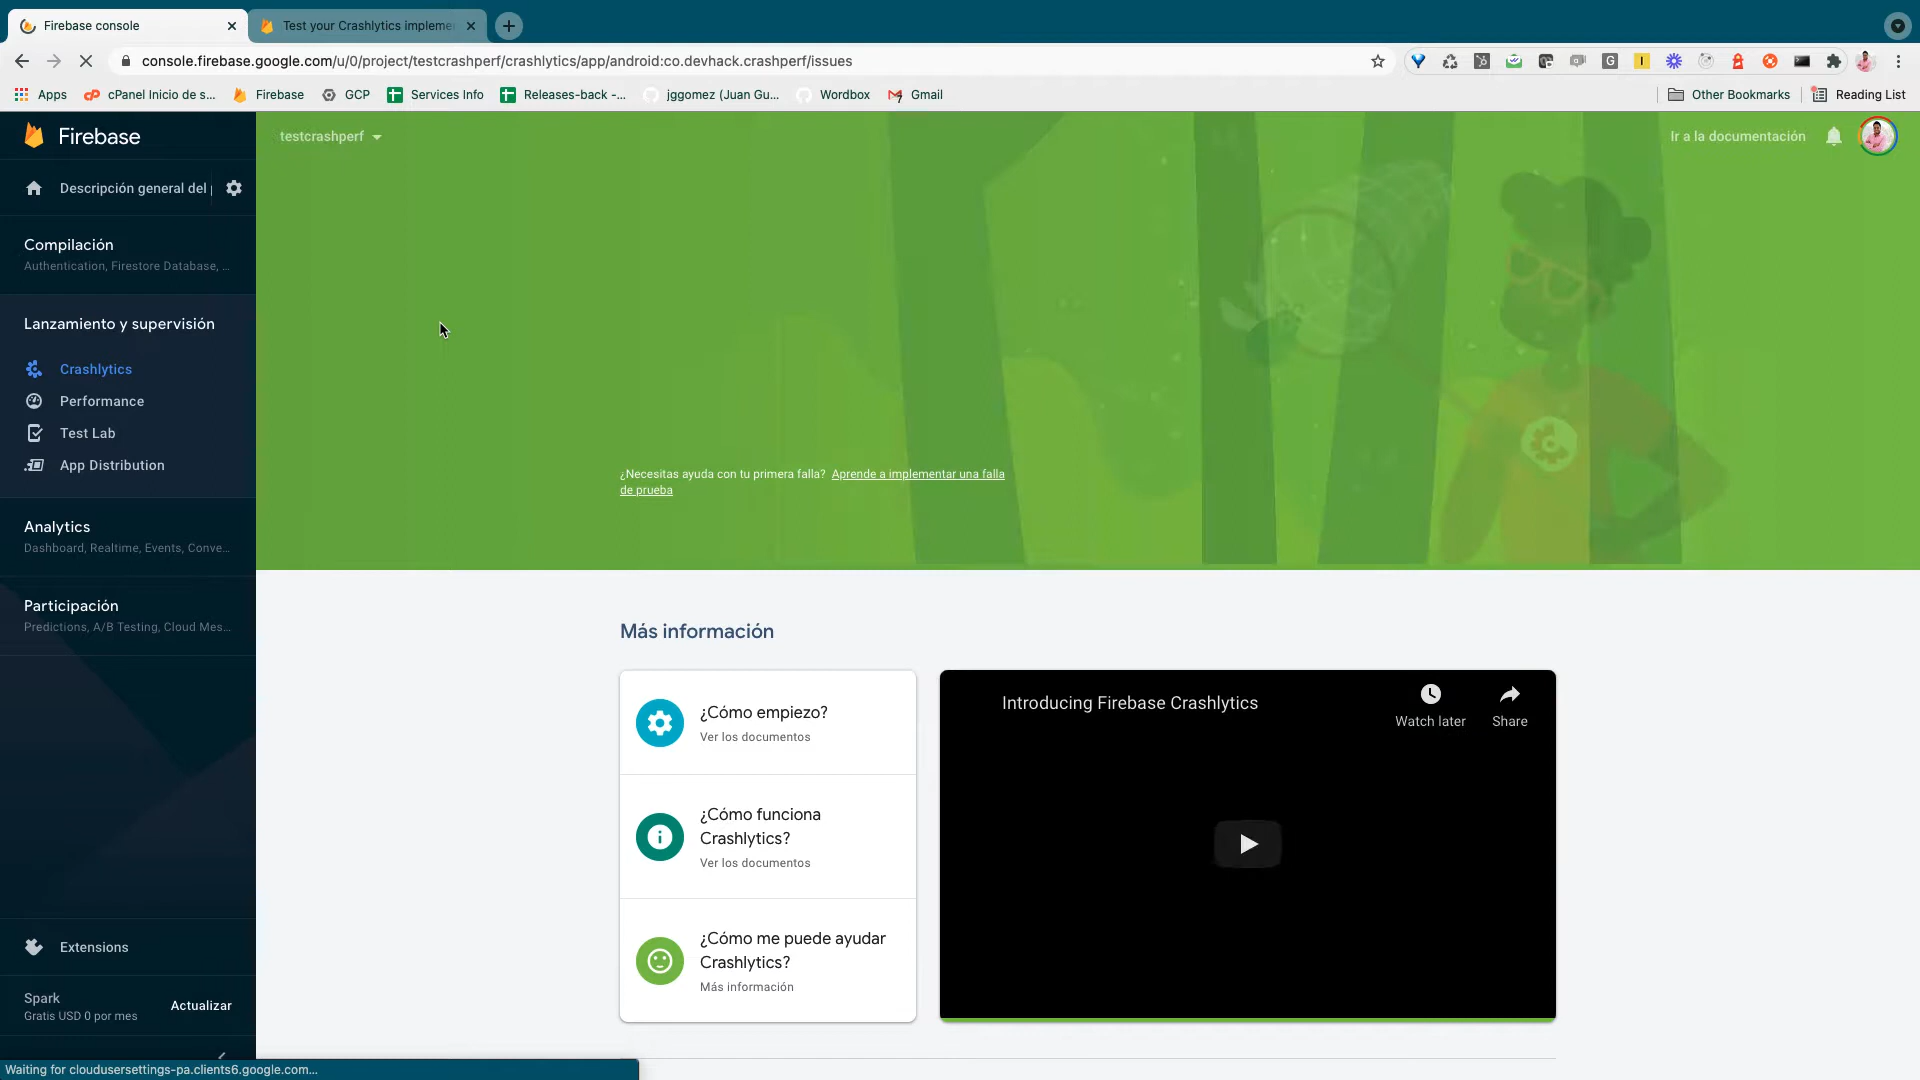 Firebase console
Test your Crashlytics impleme
console.firebase.google.com/u/0/project/testcrashperf/crashlytics/app/android:co.devhack.crashperf/issues
Apps
cPanel Inicio de s...
Firebase
GCP
Services Info
Releases-back -...
jggomez (Juan Gu...
Wordbox
Gmail
Other Bookmarks
Reading List
Firebase
testcrashperf
Ir a la documentación
Descripción general del
Compilación
Authentication, Firestore Database, ...
Lanzamiento y supervisión
Crashlytics
Performance
Test Lab
App Distribution
¿Necesitas ayuda con tu primera falla? Aprende a implementar una falla
de prueba
Analytics
Dashboard, Realtime, Events, Conve...
Participación
Predictions, A/B Testing, Cloud Mes...
Más información
¿Cómo empiezo?
Ver los documentos
¿Cómo funciona
Crashlytics?
Ver los documentos
¿Cómo me puede ayudar
Crashlytics?
Más información
Introducing Firebase Crashlytics
Watch later
Share
Extensions
Spark
Gratis USD 0 por mes
Actualizar
Waiting for cloudusersettings-pa.clients6.google.com...